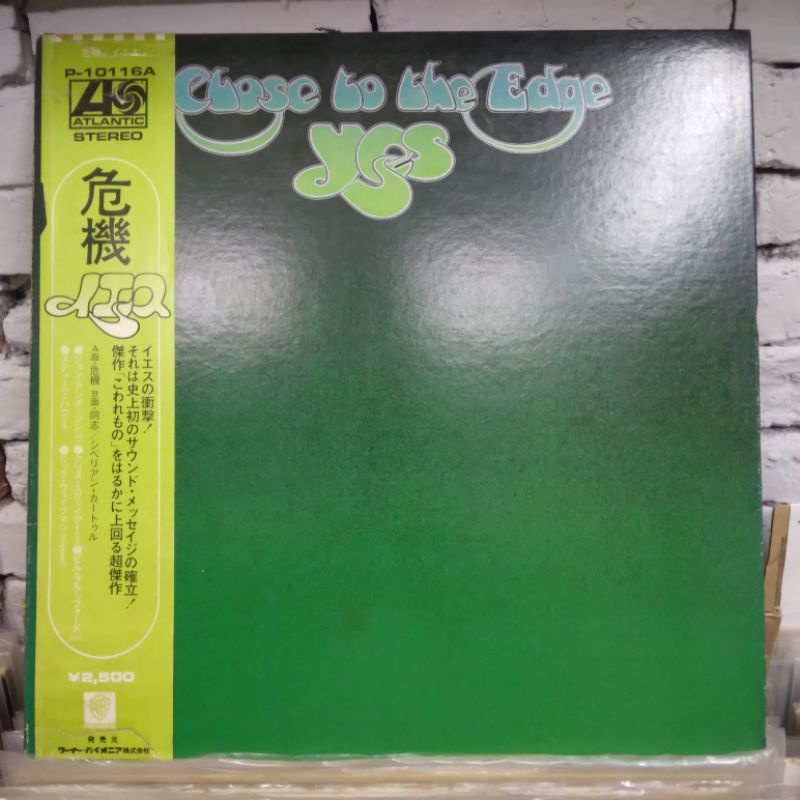 P-10116A
ATLANTIC
STEREO
Close to the Edge
Yes
危機
イエス
イエスの衝撃!
それは史上初のサウンド・メッセイジの確立!
傑作「こわれもの」をはるかに上回る超傑作
A面・危機 B面・同志/シベリアン・カートゥル
¥2,500
発売元
ワーナー・パイオニア株式会社